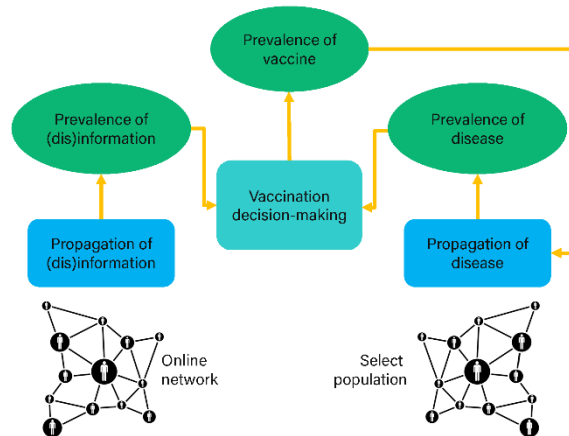 Prevalence of
vaccine
Prevalence of
(dis)information
Prevalence of
disease
Vaccination
decision-making
Propagation of
(dis)information
Propagation of
disease
Online
network
Select
population